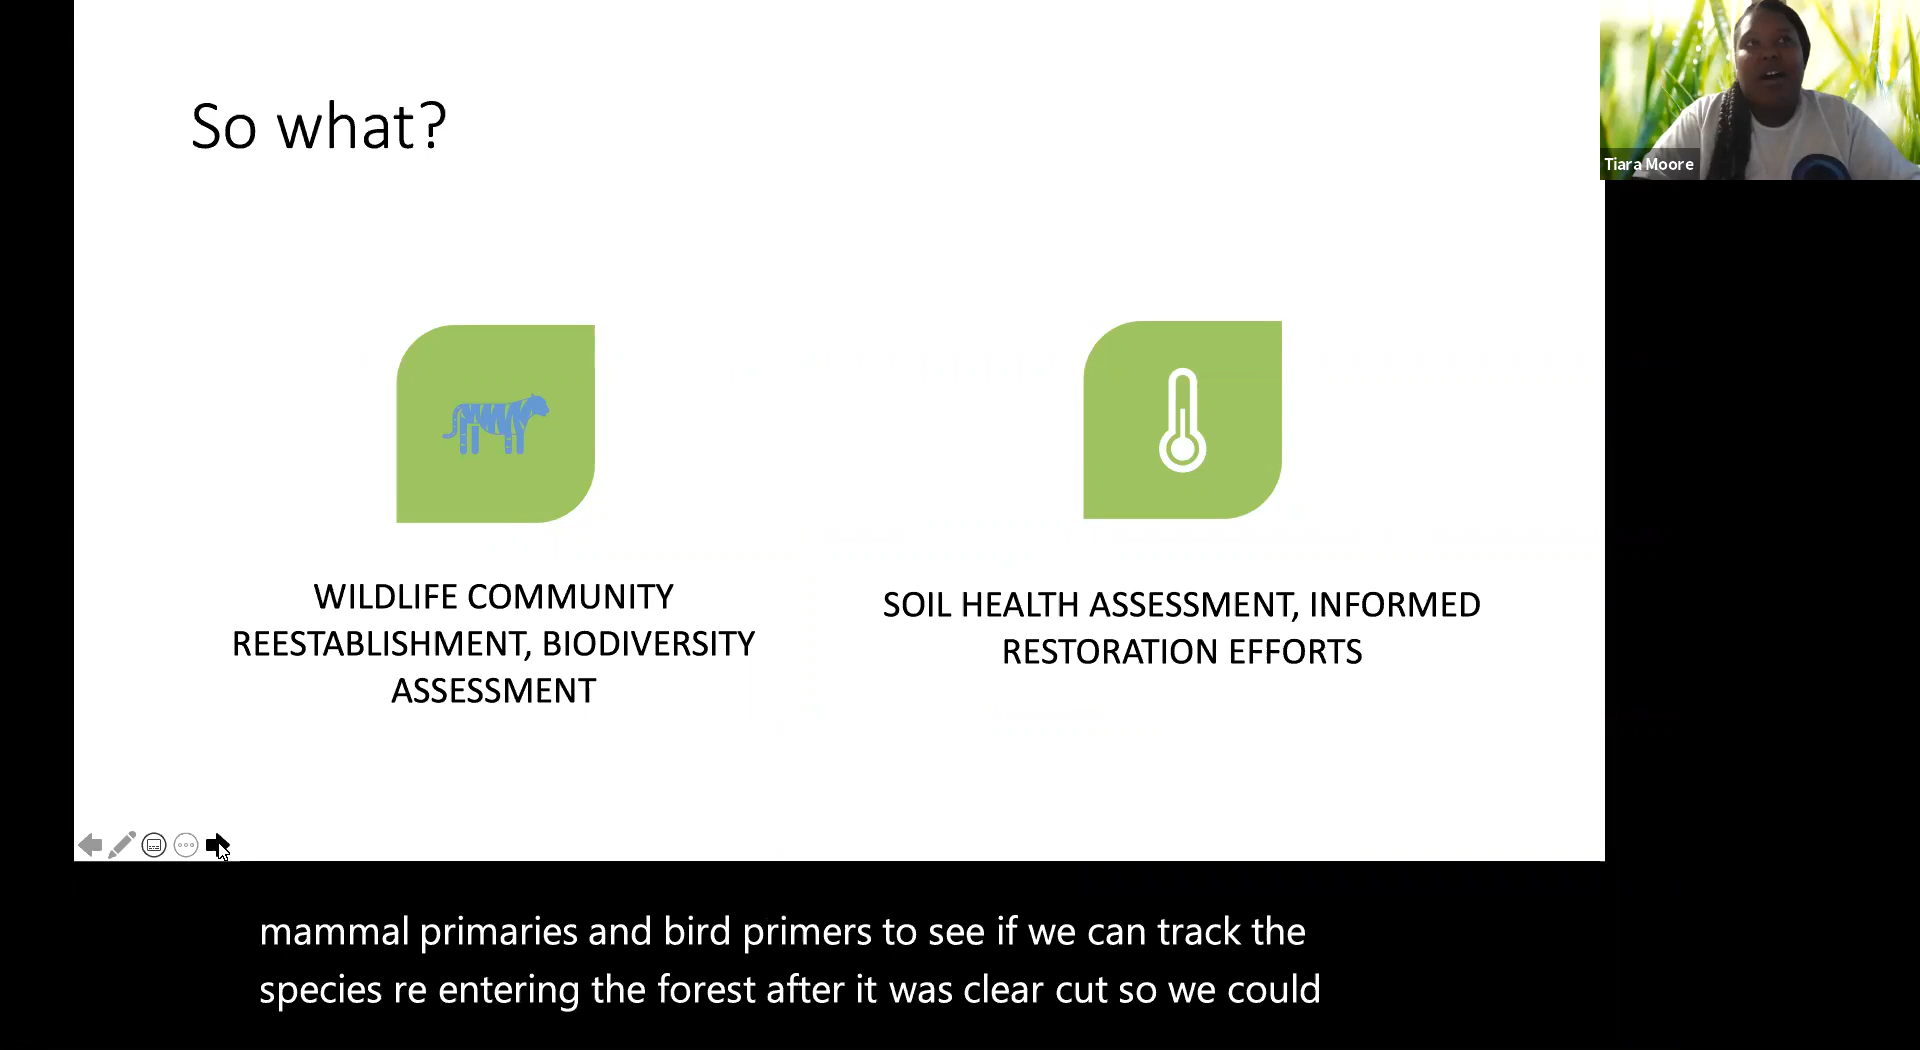 So what?
Tiara Moore
WILDLIFE COMMUNITY
REESTABLISHMENT, BIODIVERSITY
ASSESSMENT
SOIL HEALTH ASSESSMENT, INFORMED
RESTORATION EFFORTS
mammal primaries and bird primers to see if we can track the
species re entering the forest after it was clear cut so we could